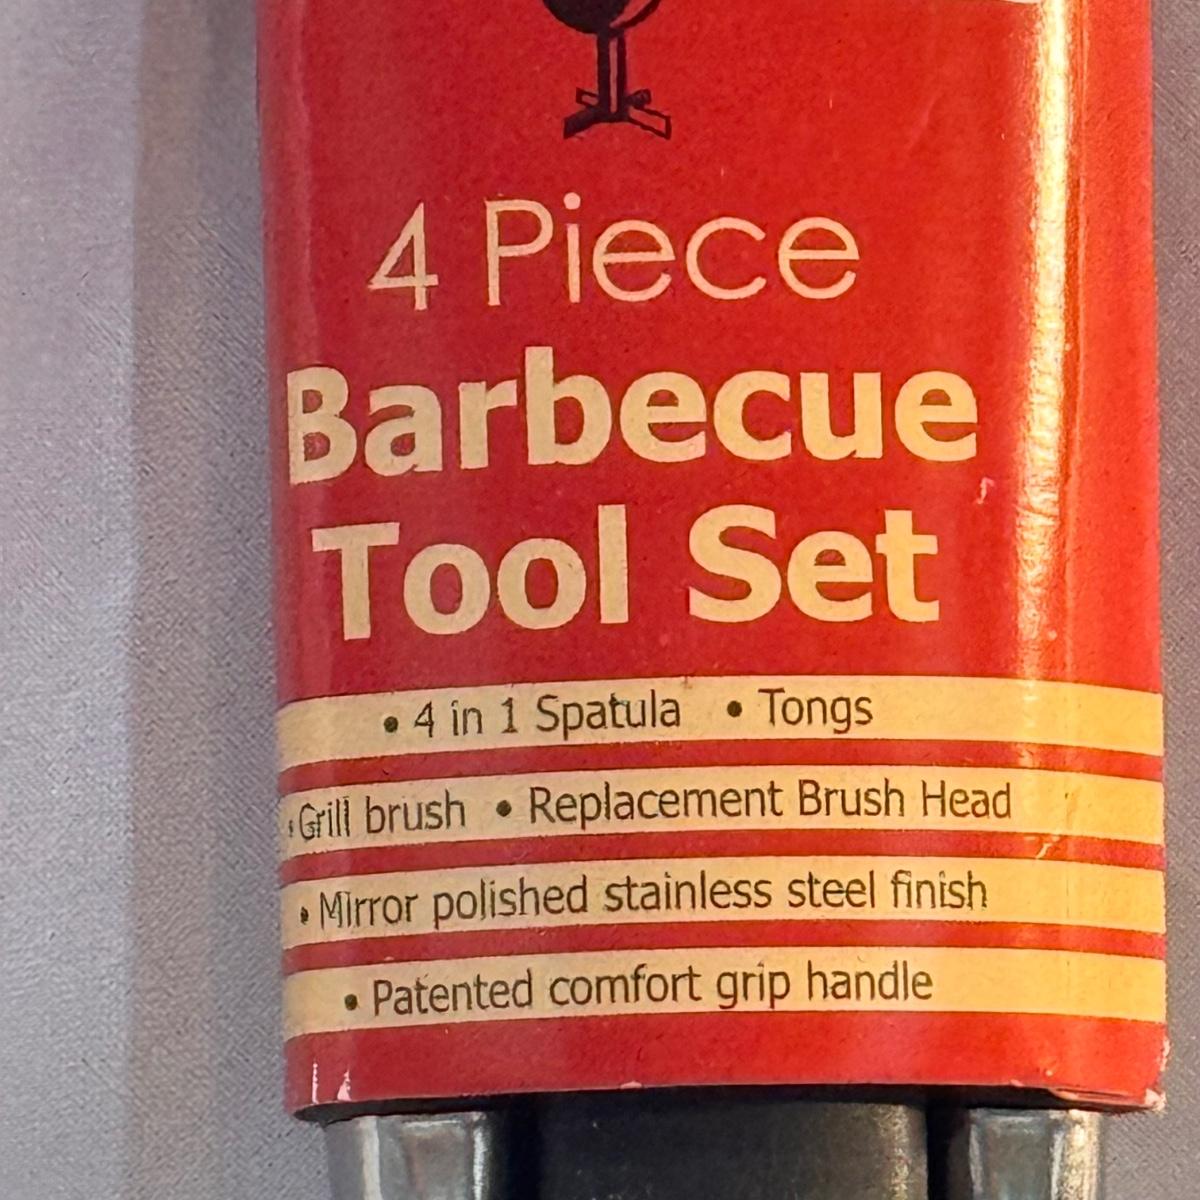 4 Piece
Barbecue
Tool Set
• 4 in 1 Spatula • Tongs
• Grill brush • Replacement Brush Head
• Mirror polished stainless steel finish
• Patented comfort grip handle